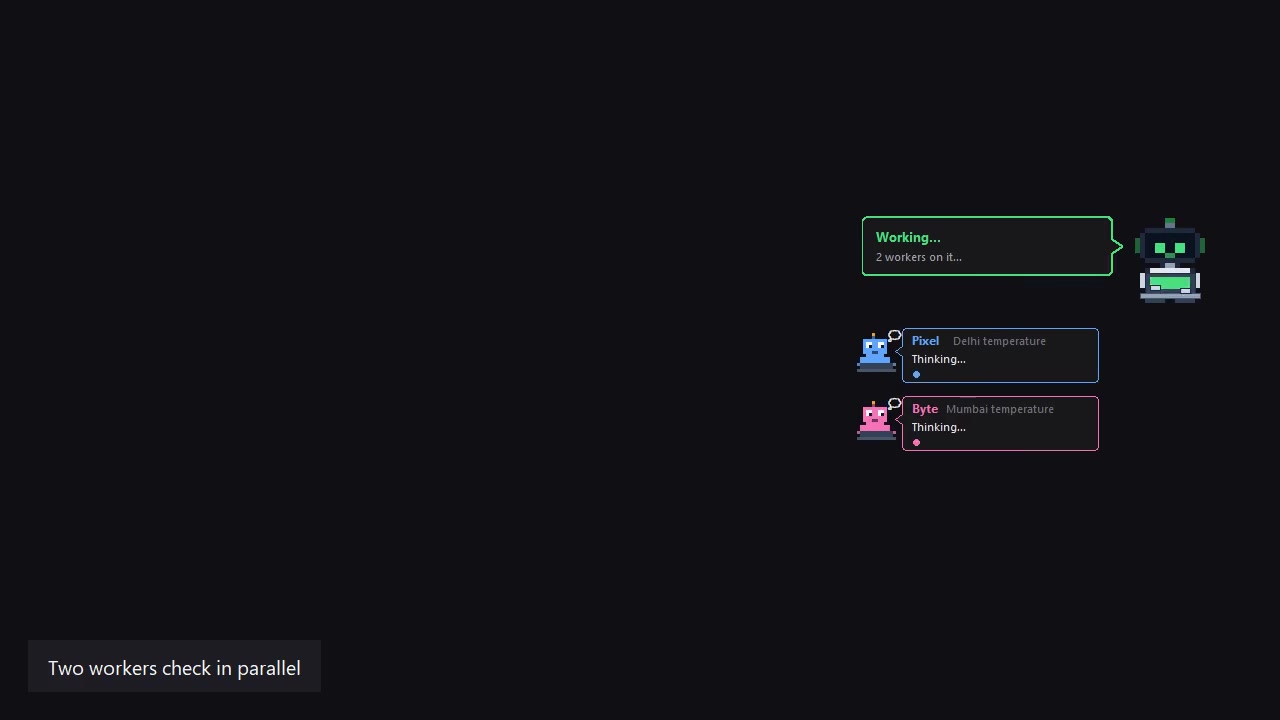 Working...
2 workers on it...
Pixel Delhi temperature
Thinking...
Byte Mumbai temperature
Thinking...
Two workers check in parallel